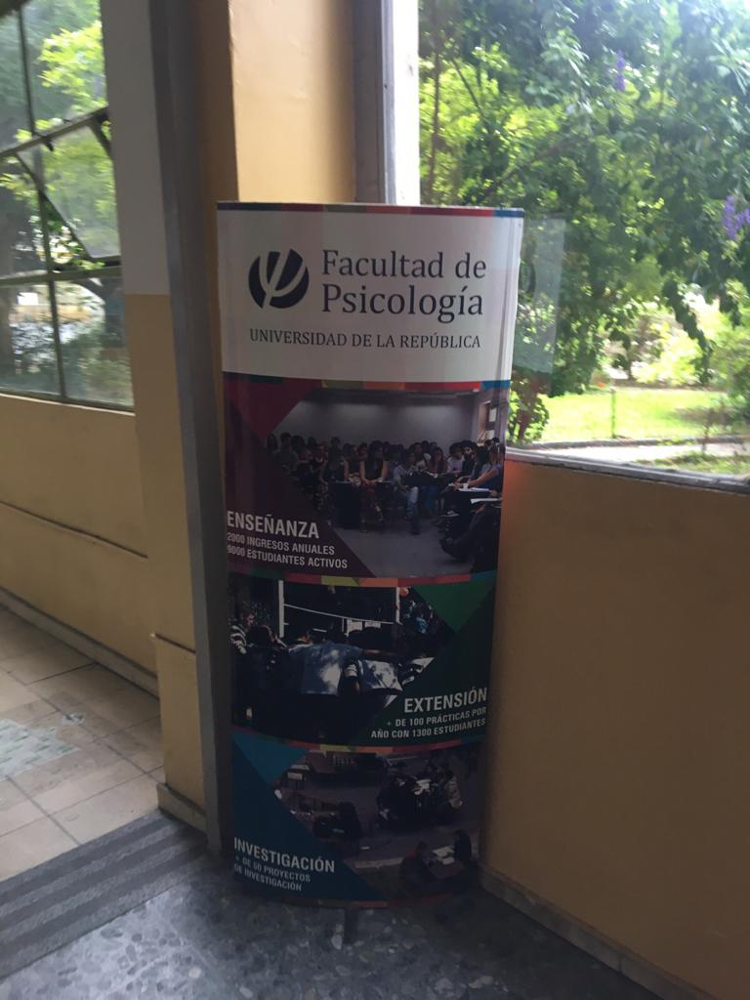 Facultad de
Psicología
UNIVERSIDAD DE LA REPÚBLICA
ENSEÑANZA
2000 INGRESOS ANUALES
9000 ESTUDIANTES ACTIVOS
EXTENSIÓN
+ DE 100 PRÁCTICAS POR
AÑO CON 1300 ESTUDIANTES
INVESTIGACIÓN
+ DE 50 PROYECTOS
DE INVESTIGACIÓN